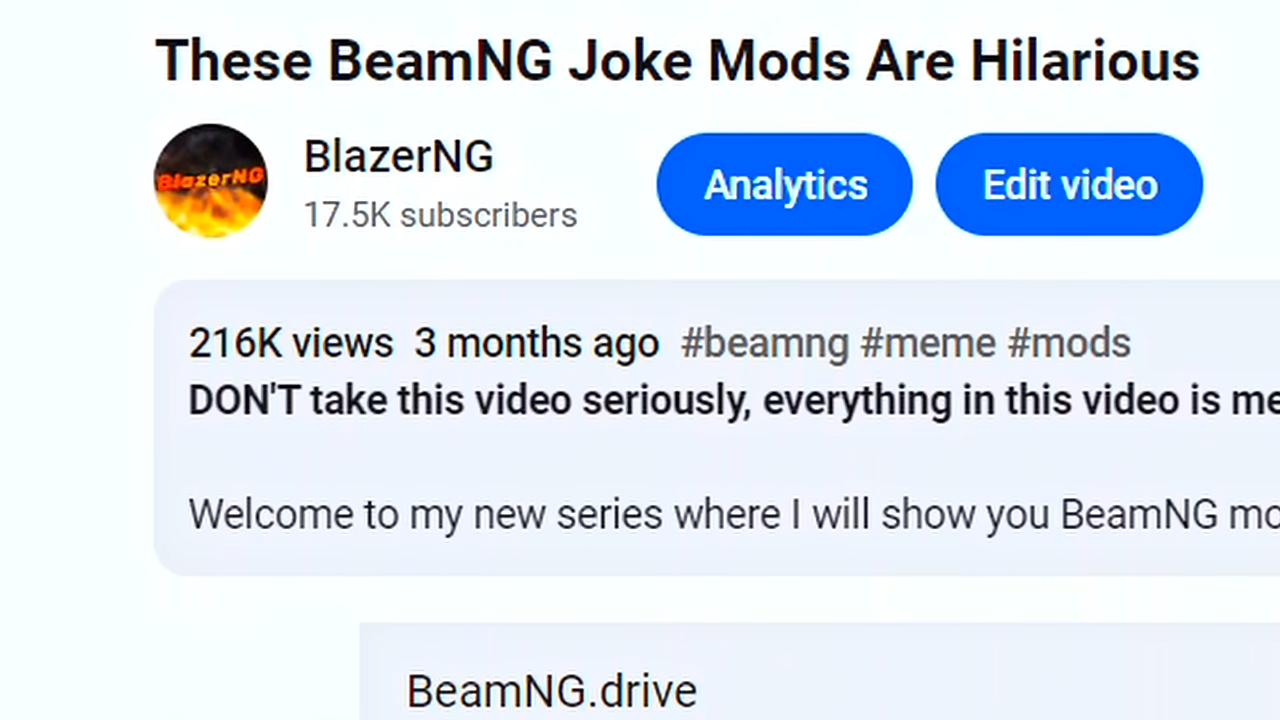 These BeamNG Joke Mods Are Hilarious
BlazerNG
BlazerNG
17.5K subscribers
Analytics
Edit video
216K views 3 months ago #beamng #meme #mods
DON'T take this video seriously, everything in this video is me
Welcome to my new series where I will show you BeamNG mo
BeamNG.drive